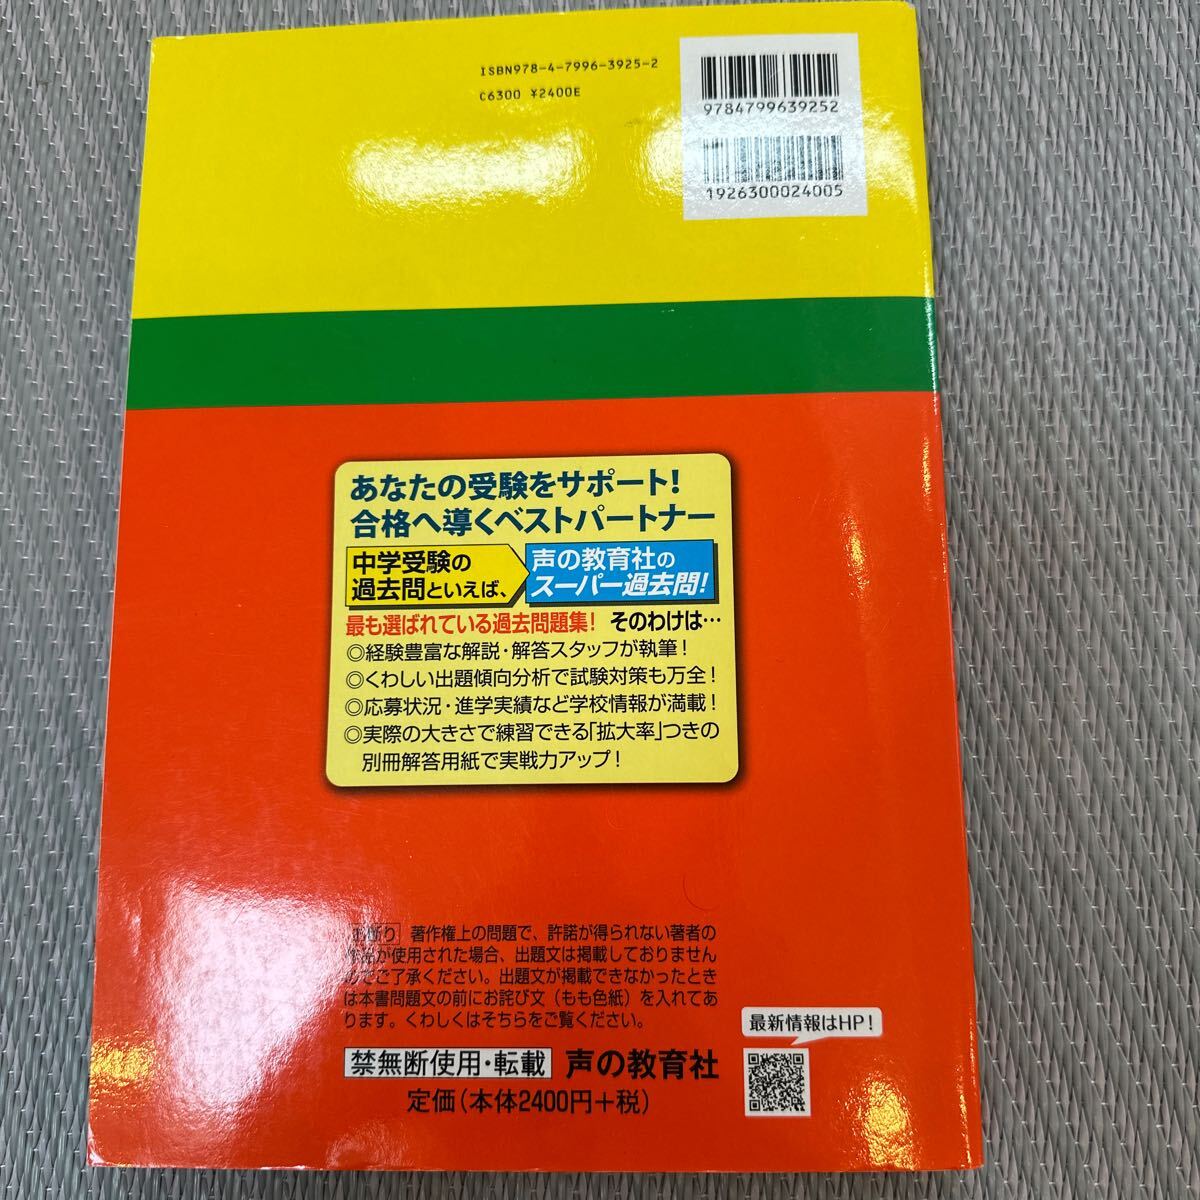 ISBN978-4-7996-3925-2
C6300 ¥2400E
9784799639252
1926300024005
あなたの受験をサポート!
合格へ導くベストパートナー
中学受験の
過去問といえば、
声の教育社の
スーパー過去問!
最も選ばれている過去問題集! そのわけは…
◎経験豊富な解説・解答スタッフが執筆!
◎くわしい出題傾向分析で試験対策も万全!
◎応募状況・進学実績など学校情報が満載!
◎実際の大きさで練習できる「拡大率」つきの
別冊解答用紙で実戦力アップ!
お断り 著作権上の問題で、許諾が得られない著者の
作品が使用された場合、出題文は掲載しておりません
のでご了承ください。出題文が掲載できなかったとき
は本書問題文の前にお詫び文(もも色紙)を入れてあ
ります。くわしくはそちらをご覧ください。
最新情報はHP!
禁無断使用・転載 声の教育社
定価(本体2400円+税)